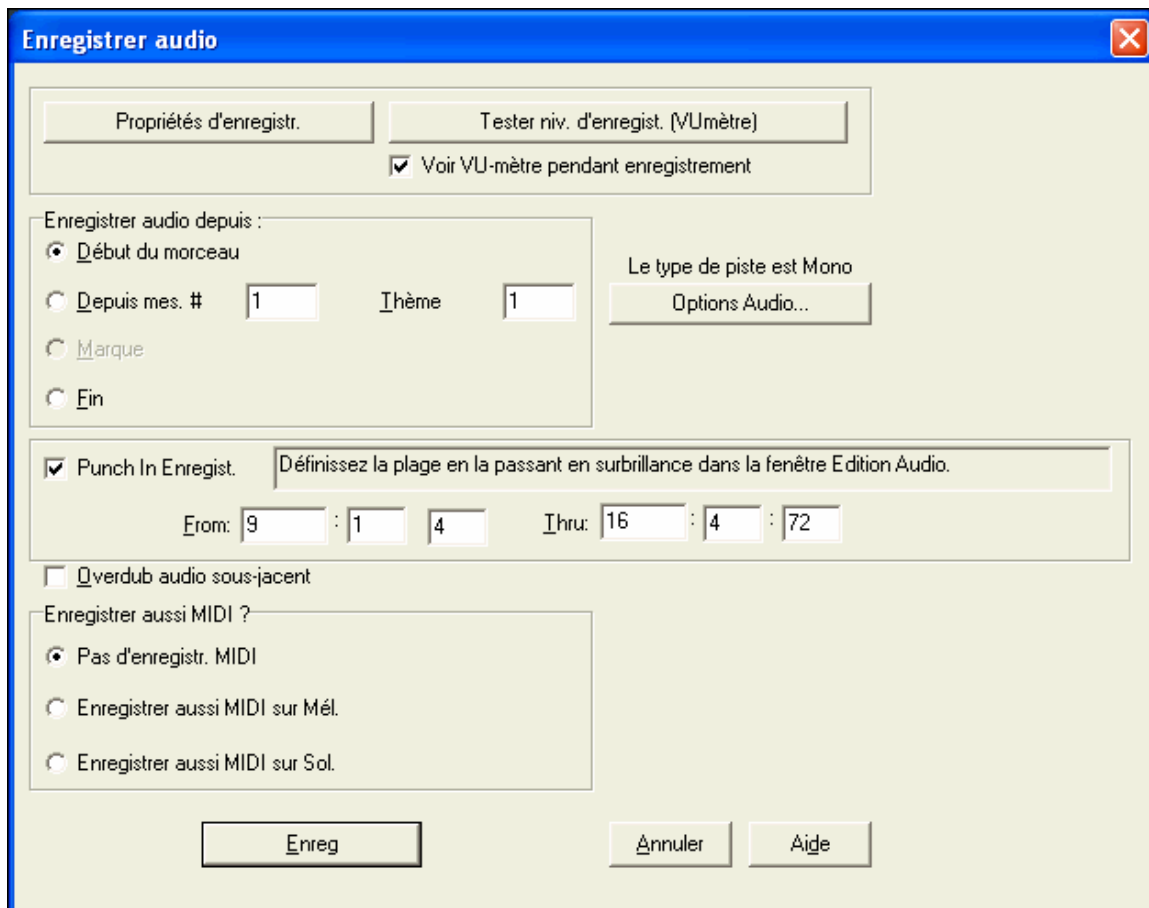 Enregistrer audio
Propriétés d'enregistr. Tester niv. d'enregist. (VUmètre)
Voir VU-mètre pendant enregistrement
Enregistrer audio depuis :
Début du morceau
Le type de piste est Mono
Depuis mes. # 1 Thème 1 Options Audio...
Marque
Fin
Punch In Enregist. Définissez la plage en la passant en surbrillance dans la fenêtre Edition Audio.
From: 9 : 1 4 Thru: 16 : 4 : 72
Overdub audio sous-jacent
Enregistrer aussi MIDI ?
Pas d'enregistr. MIDI
Enregistrer aussi MIDI sur Mél.
Enregistrer aussi MIDI sur Sol.
Enreg Annuler Aide